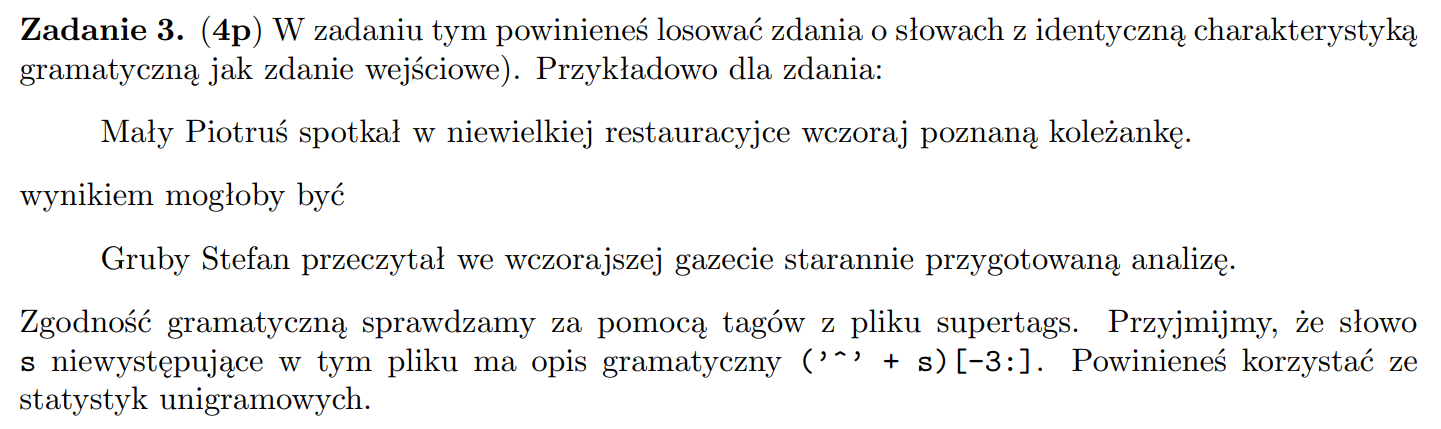 Zadanie 3. (4p) W zadaniu tym powinieneś losować zdania o słowach z identyczną charakterystyką
gramatyczną jak zdanie wejściowe). Przykładowo dla zdania:
Mały Piotruś spotkał w niewielkiej restauracyjce wczoraj poznaną koleżankę.
wynikiem mogłoby być
Gruby Stefan przeczytał we wczorajszej gazecie starannie przygotowaną analizę.
Zgodność gramatyczną sprawdzamy za pomocą tagów z pliku supertags. Przyjmijmy, że słowo
s niewystępujące w tym pliku ma opis gramatyczny ('^' + s)[-3:]. Powinieneś korzystać ze
statystyk unigramowych.